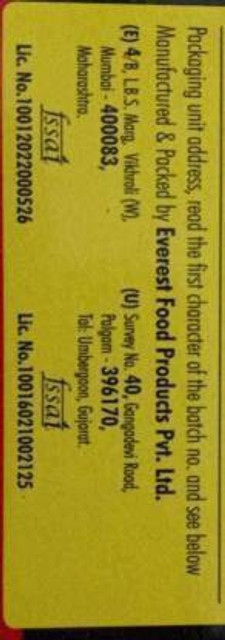 Packaging unit address, read the first character of the batch no. and see below
Manufactured & Packed by Everest Food Products Pvt. Ltd.
(E) 4/B, L.B.S. Marg, Vikhroli (W),
Mumbai - 400083,
Maharashtra.
fssai
Lic. No.10012022000526
(U) Survey No. 40, Gangadevi Road,
Palgam - 396170,
Tal: Umbergaon, Gujarat.
fssai
Lic. No.10016021002125